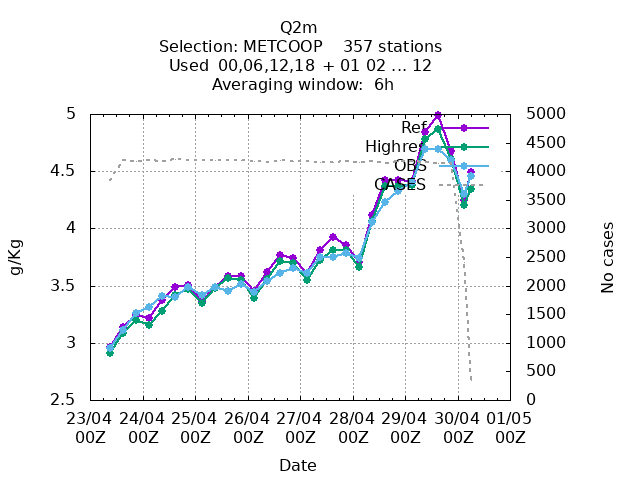 Q2m
Selection: METCOOP    357 stations
Used  00,06,12,18 + 01 02 ... 12
Averaging window:  6h
5 5000
Ref
4500
Highres
4.5 OBS 4000
CASES
3500
4 3000
g/Kg
No cases
2500
3.5 2000
1500
3 1000
500
2.5 0
23/04 24/04 25/04 26/04 27/04 28/04 29/04 30/04 01/05
00Z 00Z 00Z 00Z 00Z 00Z 00Z 00Z 00Z
Date